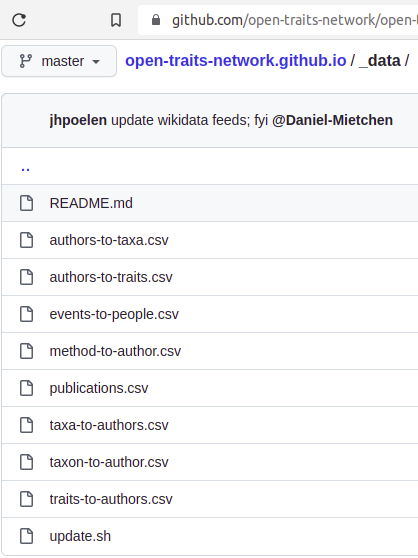 github.com/open-traits-network/open-
master open-traits-network.github.io / _data /
jhpoelen update wikidata feeds; fyi @Daniel-Mietchen
..
README.md
authors-to-taxa.csv
authors-to-traits.csv
events-to-people.csv
method-to-author.csv
publications.csv
taxa-to-authors.csv
taxon-to-author.csv
traits-to-authors.csv
update.sh